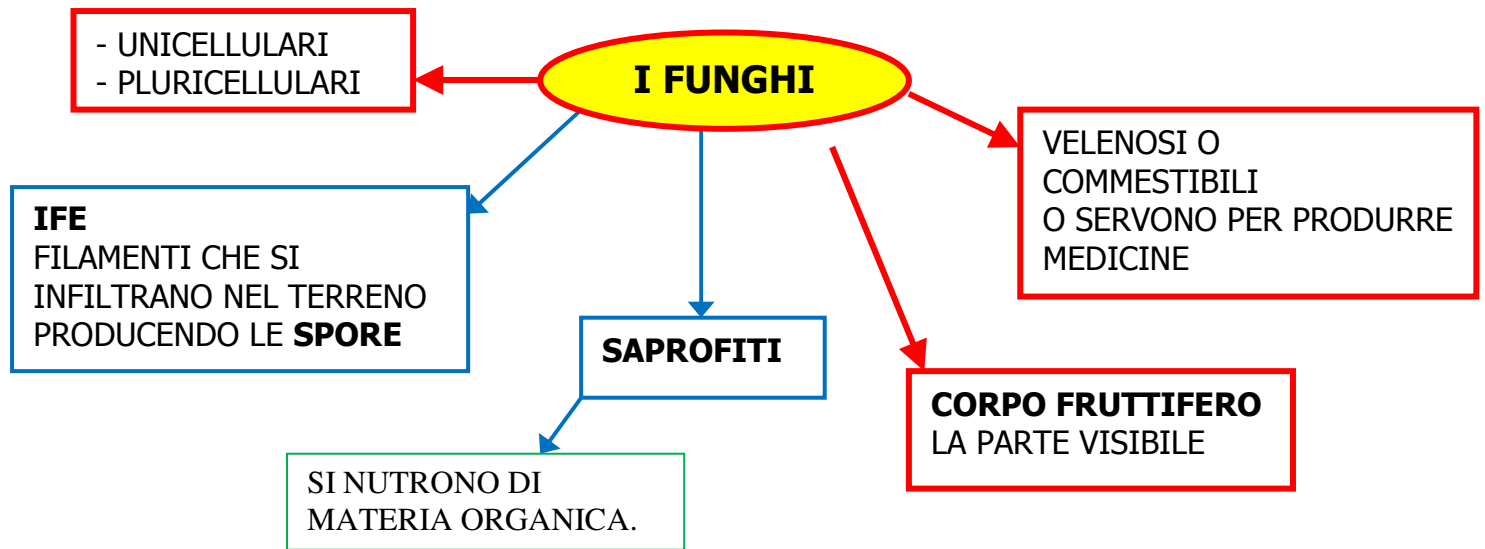 I FUNGHI
- UNICELLULARI
- PLURICELLULARI
VELENOSI O
COMMESTIBILI
O SERVONO PER PRODURRE
MEDICINE
IFE
FILAMENTI CHE SI
INFILTRANO NEL TERRENO
PRODUCENDO LE SPORE
SAPROFITI
CORPO FRUTTIFERO
LA PARTE VISIBILE
SI NUTRONO DI
MATERIA ORGANICA.